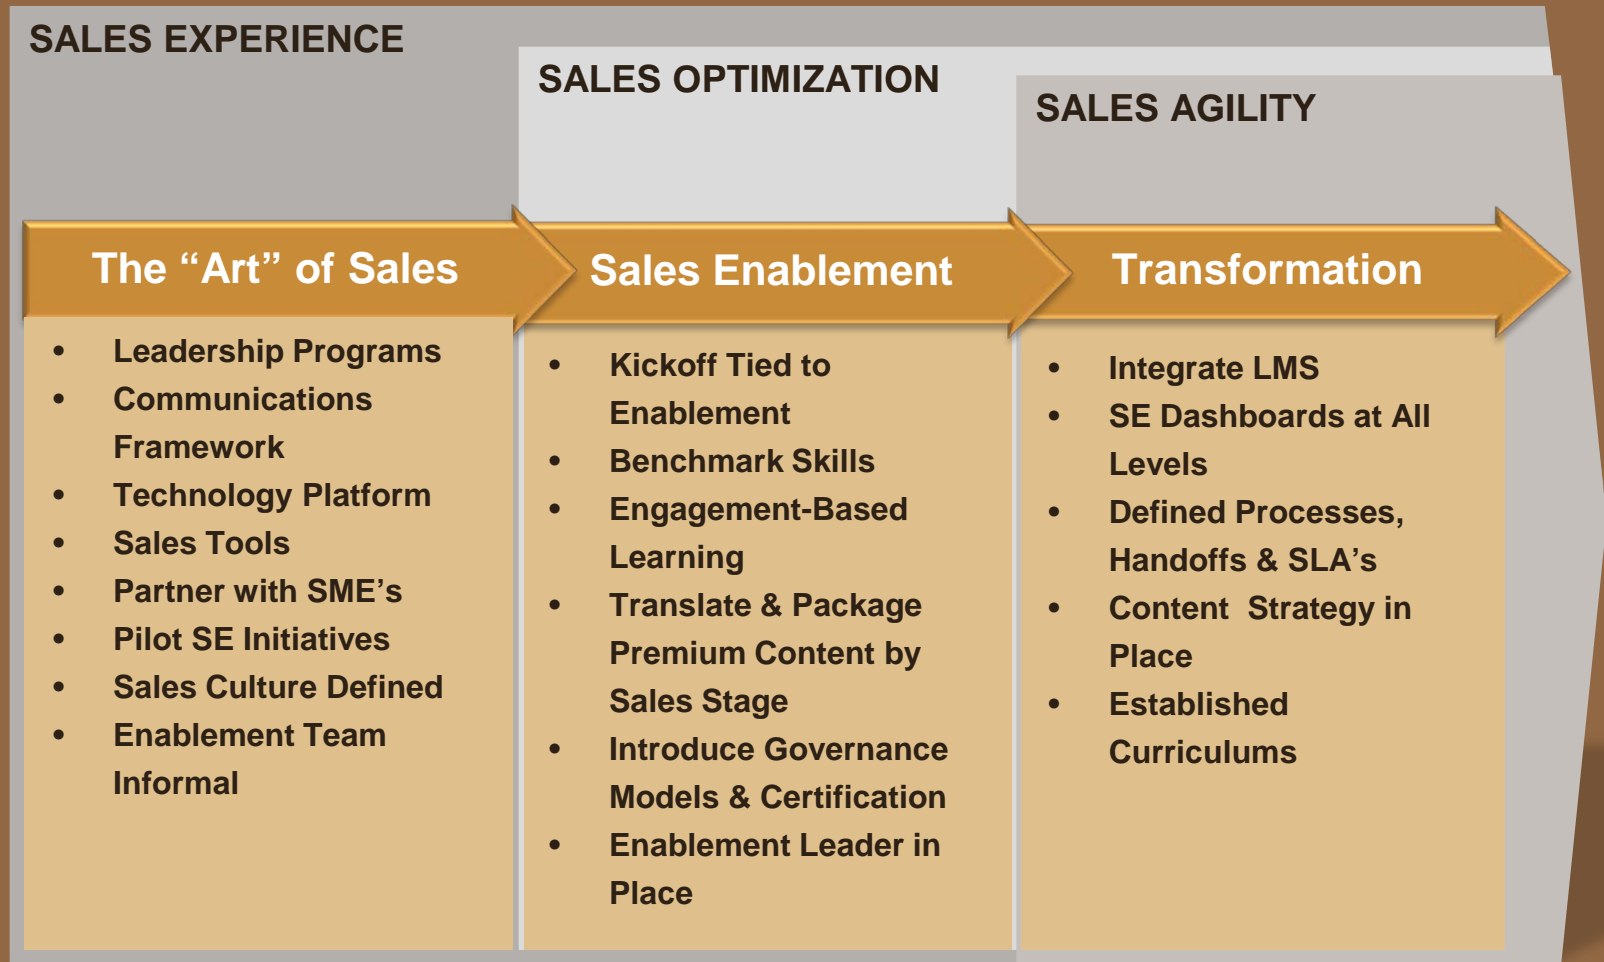 SALES EXPERIENCE
SALES OPTIMIZATION
SALES AGILITY
The “Art” of Sales
• Leadership Programs
• Communications
Framework
• Technology Platform
• Sales Tools
• Partner with SME’s
• Pilot SE Initiatives
• Sales Culture Defined
• Enablement Team
Informal
Sales Enablement
• Kickoff Tied to
Enablement
• Benchmark Skills
• Engagement-Based
Learning
• Translate & Package
Premium Content by
Sales Stage
• Introduce Governance
Models & Certification
• Enablement Leader in
Place
Transformation
• Integrate LMS
• SE Dashboards at All
Levels
• Defined Processes,
Handoffs & SLA’s
• Content  Strategy in
Place
• Established
Curriculums